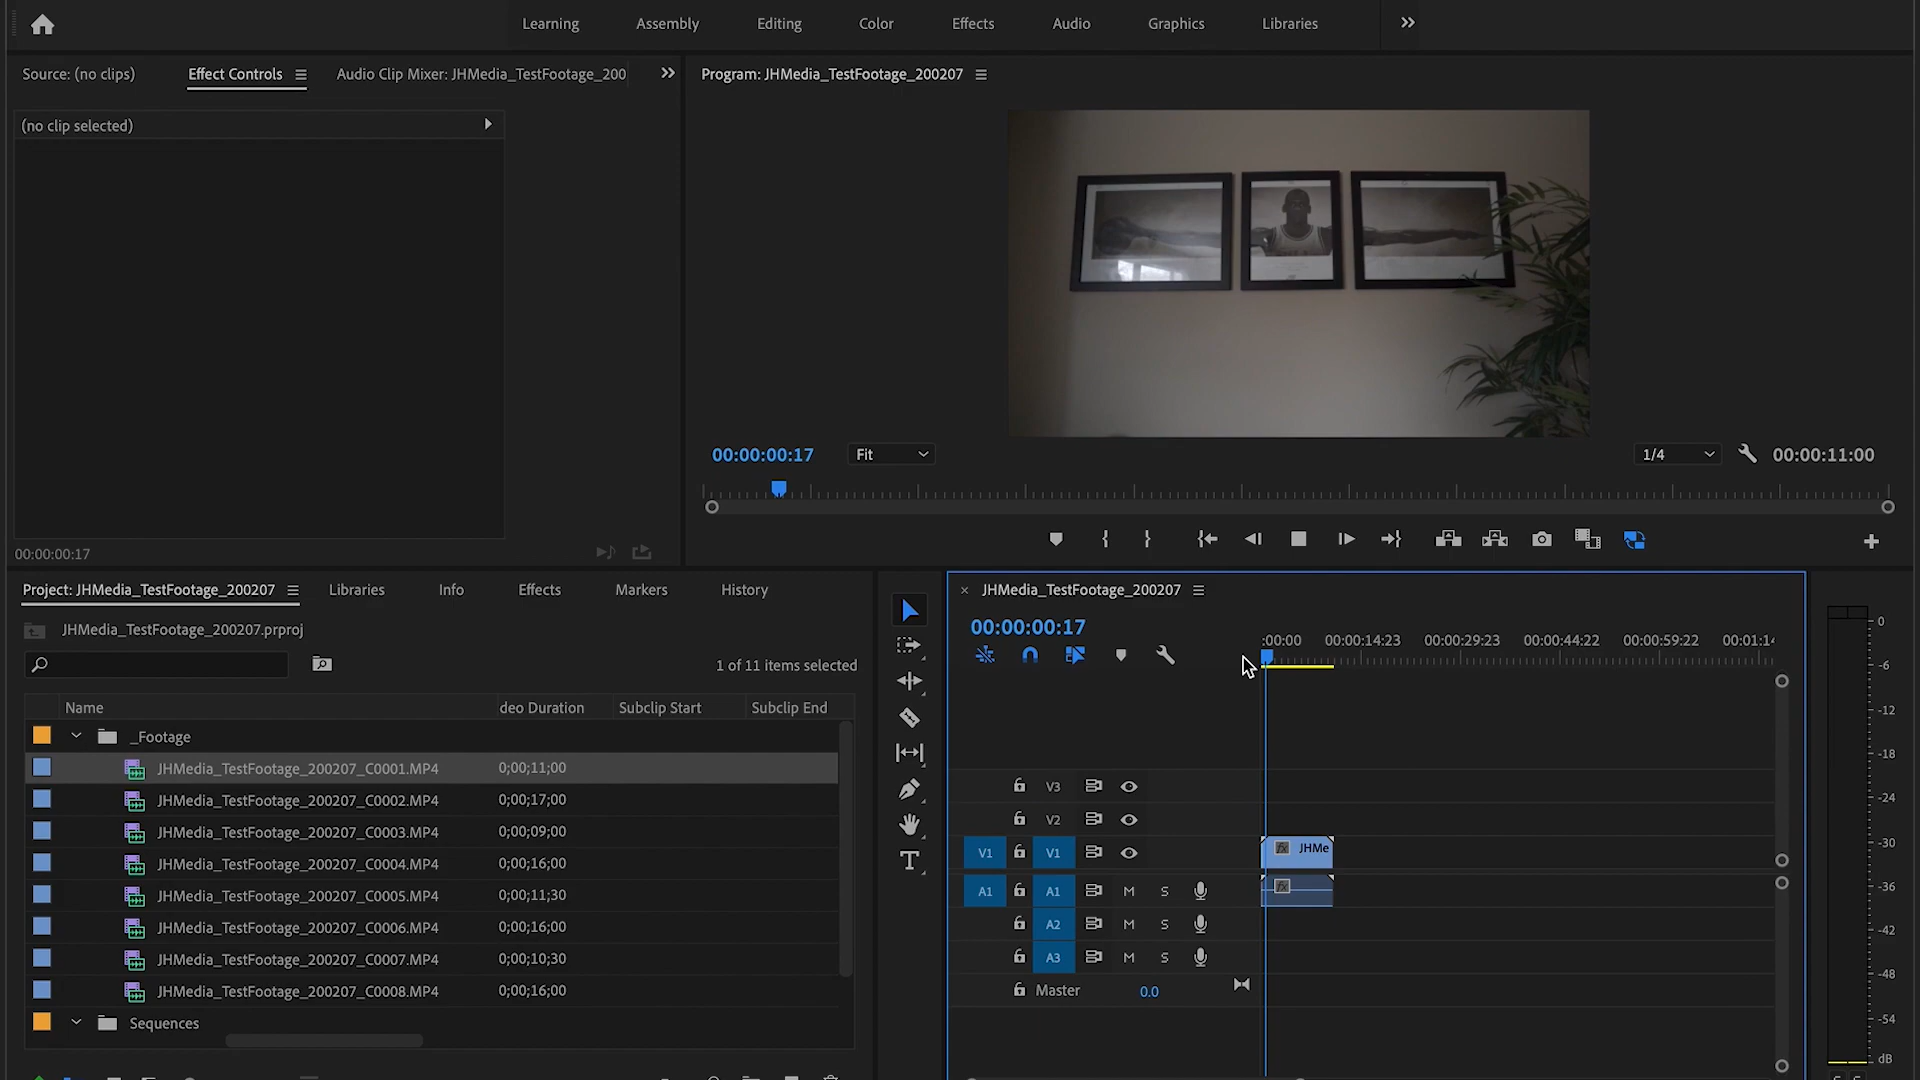 Learning Assembly Editing Color Effects Audio Graphics Libraries
Source: (no clips) Effect Controls Audio Clip Mixer: JHMedia_TestFootage_200
Program: JHMedia_TestFootage_200207
(no clip selected)
00:00:00:17 Fit 1/4 00:00:11:00
00:00:00:17
Project: JHMedia_TestFootage_200207 Libraries Info Effects Markers History
JHMedia_TestFootage_200207.prproj
1 of 11 items selected
Name deo Duration Subclip Start Subclip End
_Footage
JHMedia_TestFootage_200207_C0001.MP4 0;00;11;00
JHMedia_TestFootage_200207_C0002.MP4 0;00;17;00
JHMedia_TestFootage_200207_C0003.MP4 0;00;09;00
JHMedia_TestFootage_200207_C0004.MP4 0;00;16;00
JHMedia_TestFootage_200207_C0005.MP4 0;00;11;30
JHMedia_TestFootage_200207_C0006.MP4 0;00;16;00
JHMedia_TestFootage_200207_C0007.MP4 0;00;10;30
JHMedia_TestFootage_200207_C0008.MP4 0;00;16;00
Sequences
JHMedia_TestFootage_200207
00:00:00:17
:00:00 00:00:14:23 00:00:29:23 00:00:44:22 00:00:59:22 00:01:14
V3
V2
V1 V1 fx JHMe
A1 A1 M S fx
A2 M S
A3 M S
Master 0.0
0
-6
-12
-18
-24
-30
-36
-42
-48
-54
dB